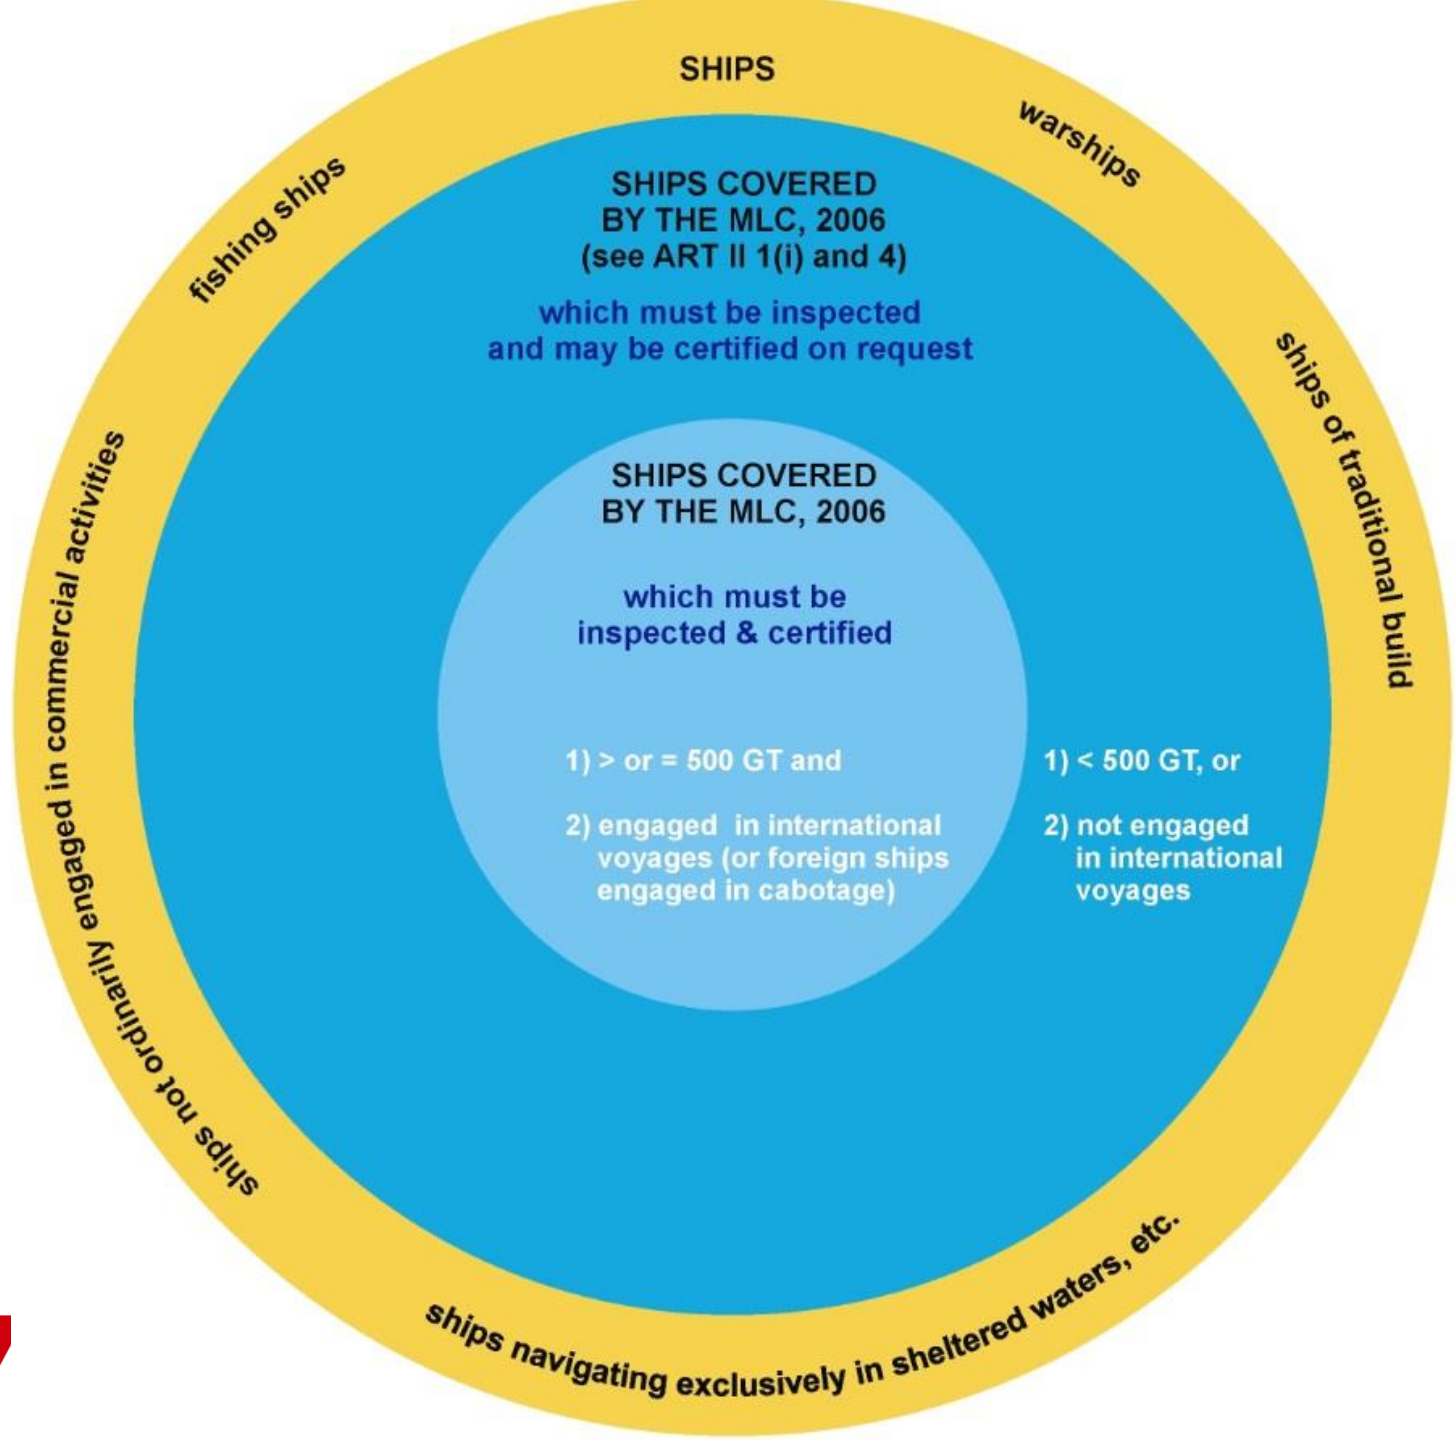 SHIPS
warships
fishing ships
ships of traditional build
ships not ordinarily engaged in commercial activities
ships navigating exclusively in sheltered waters, etc.
SHIPS COVERED
BY THE MLC, 2006
(see ART II 1(i) and 4)
which must be inspected
and may be certified on request
SHIPS COVERED
BY THE MLC, 2006
which must be
inspected & certified
1) > or = 500 GT and
2) engaged in international
voyages (or foreign ships
engaged in cabotage)
1) < 500 GT, or
2) not engaged
in international
voyages